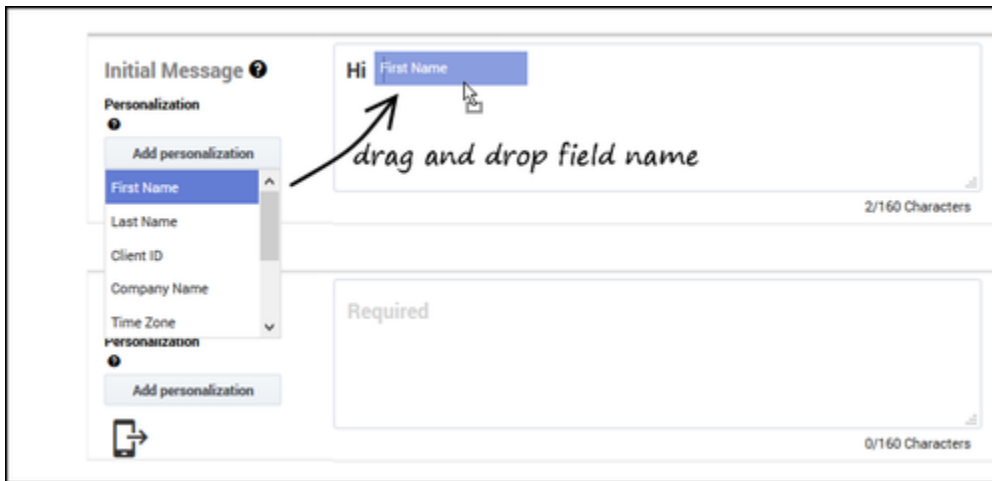 Initial Message ?
Personalization
?
Add personalization
First Name
Last Name
Client ID
Company Name
Time Zone
Hi First Name
drag and drop field name
2/160 Characters
Personalization
?
Add personalization
Required
0/160 Characters